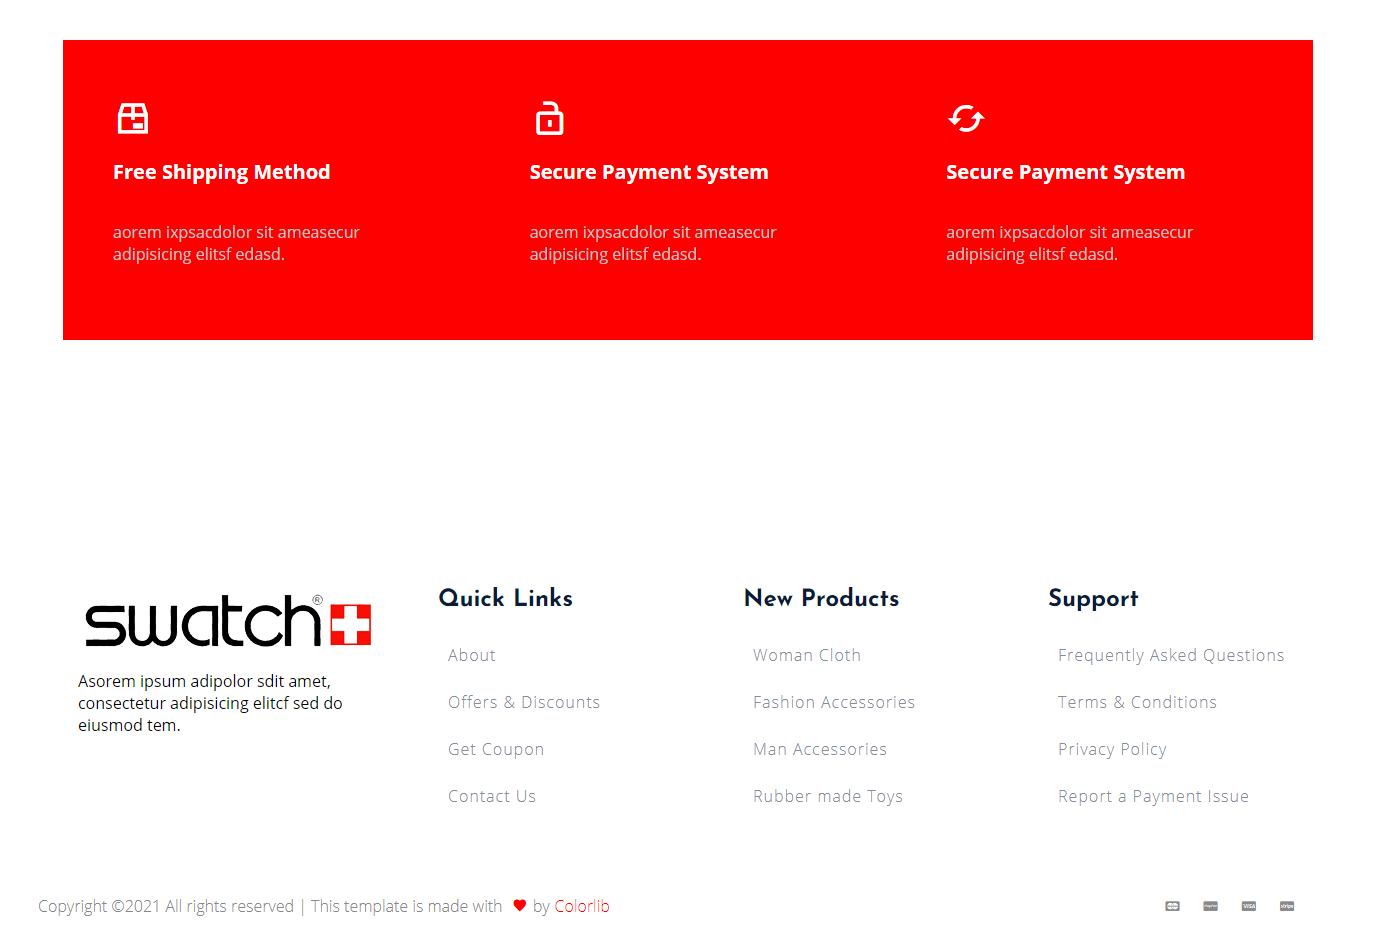 Free Shipping Method
aorem ixpsacdolor sit ameasecur
adipisicing elitsf edasd.
Secure Payment System
aorem ixpsacdolor sit ameasecur
adipisicing elitsf edasd.
Secure Payment System
aorem ixpsacdolor sit ameasecur
adipisicing elitsf edasd.
swatch®
Asorem ipsum adipolor sdit amet,
consectetur adipisicing elitcf sed do
eiusmod tem.
Quick Links
About
Offers & Discounts
Get Coupon
Contact Us
New Products
Woman Cloth
Fashion Accessories
Man Accessories
Rubber made Toys
Support
Frequently Asked Questions
Terms & Conditions
Privacy Policy
Report a Payment Issue
Copyright ©2021 All rights reserved | This template is made with ♥ by Colorlib
PayPal VISA stripe